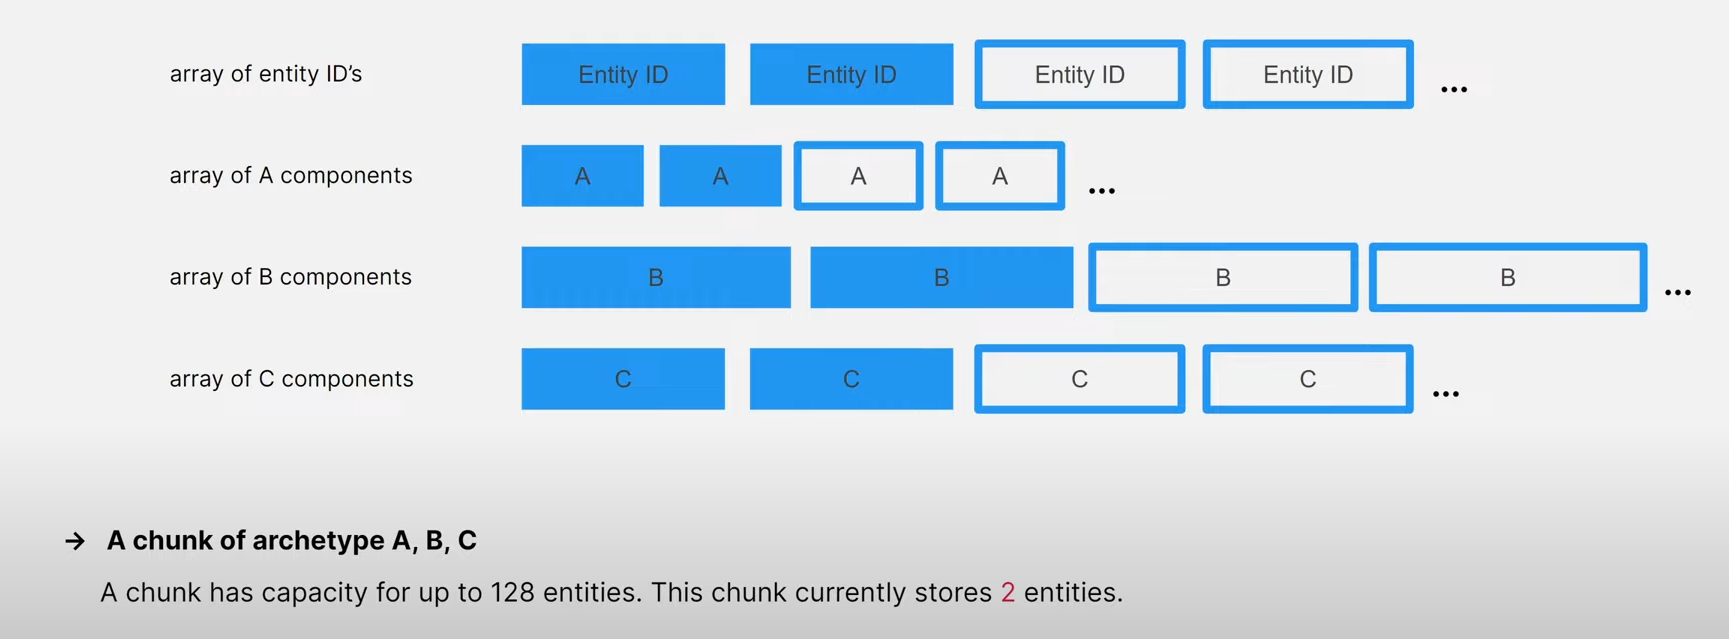 array of entity ID’s Entity ID Entity ID Entity ID Entity ID ...
array of A components A A A A ...
array of B components B B B B ...
array of C components C C C C ...
→ A chunk of archetype A, B, C
A chunk has capacity for up to 128 entities. This chunk currently stores 2 entities.